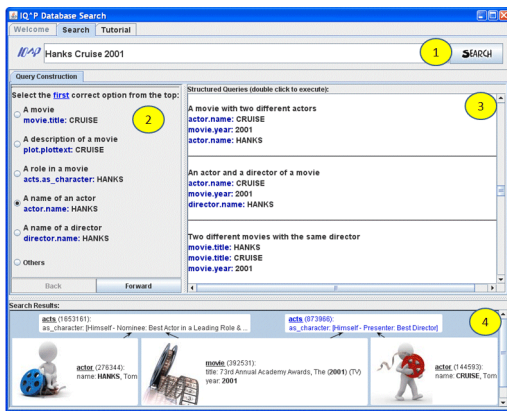 IQ^P Database Search
Welcome Search Tutorial
IQ^P Hanks Cruise 2001 1 SEARCH
Query Construction
Select the first correct option from the top:
2
A movie
movie.title: CRUISE
A description of a movie
plot.plottext: CRUISE
A role in a movie
acts.as_character: HANKS
A name of an actor
actor.name: HANKS
A name of a director
director.name: HANKS
Others
Back Forward
Structured Queries (double click to execute):
3
A movie with two different actors
actor.name: CRUISE
movie.year: 2001
actor.name: HANKS
An actor and a director of a movie
actor.name: CRUISE
movie.year: 2001
director.name: HANKS
Two different movies with the same director
movie.title: HANKS
movie.title: CRUISE
movie.year: 2001
Search Results:
4
acts (1653161):
as_character: [Himself - Nominee: Best Actor in a Leading Role & ...
acts (873966):
as_character: [Himself - Presenter: Best Director]
actor (276344):
name: HANKS, Tom
movie (392531):
title: 73rd Annual Academy Awards, The (2001) (TV)
year: 2001
actor (144593):
name: CRUISE, Tom